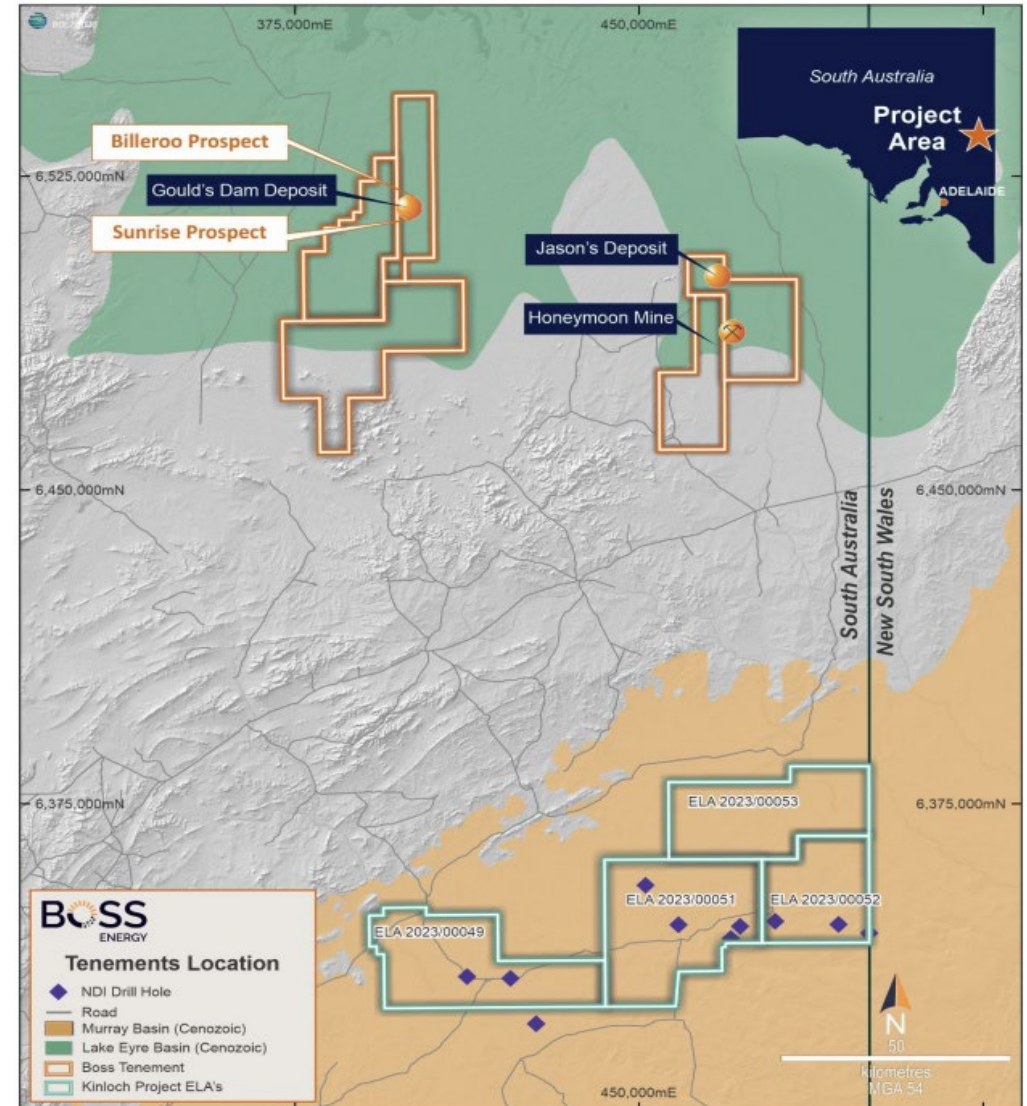 375,000mE
450,000mE
South Australia
Project
Area
ADELAIDE
Billeroo Prospect
6,525,000mN
Gould's Dam Deposit
Sunrise Prospect
Jason's Deposit
Honeymoon Mine
6,450,000mN
6,450,000mN
South Australia
New South Wales
6,375,000mN
6,375,000mN
ELA 2023/00053
ELA 2023/00051
ELA 2023/00052
ELA 2023/00049
BOSS
ENERGY
Tenements Location
NDI Drill Hole
Road
Murray Basin (Cenozoic)
Lake Eyre Basin (Cenozoic)
Boss Tenement
Kinloch Project ELA's
N
50
kilometres
MGA 54
450,000mE